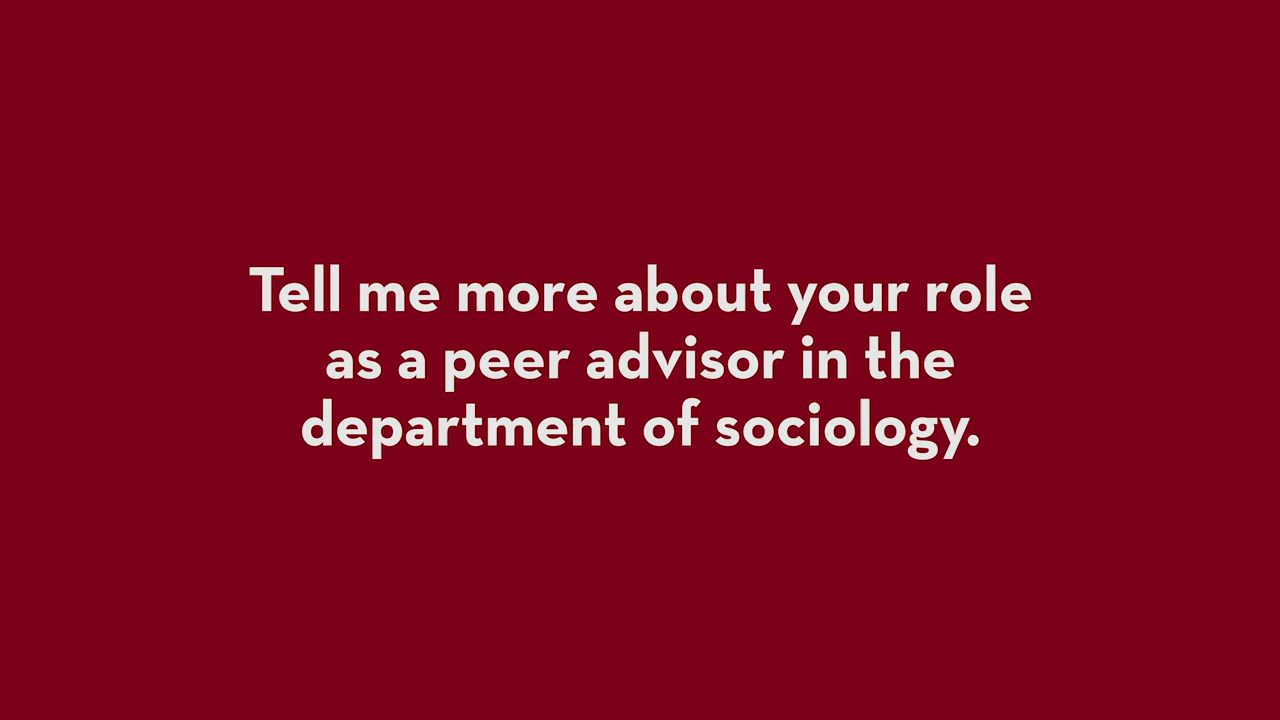 Tell me more about your role
as a peer advisor in the
department of sociology.